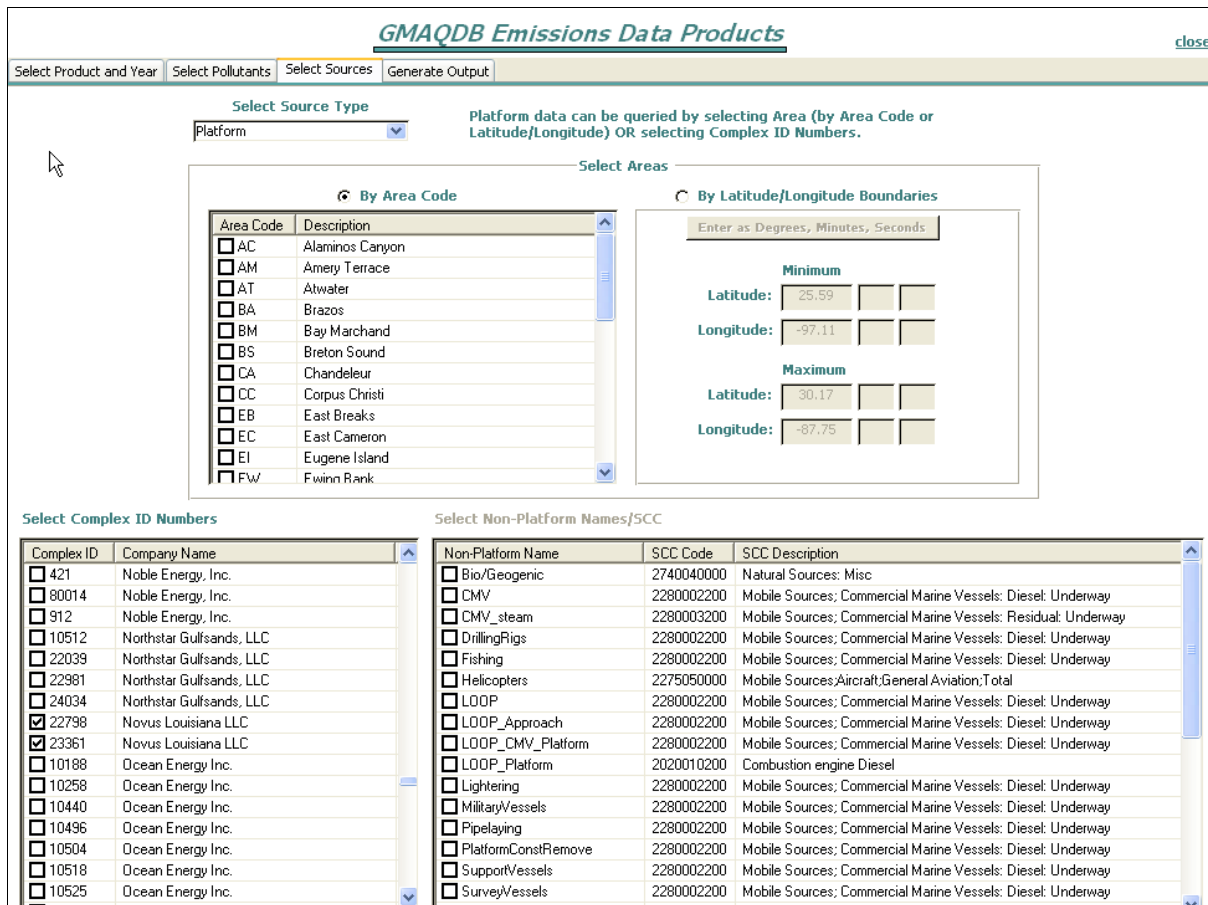 GMAQDB Emissions Data Products
close
Select Product and Year Select Pollutants Select Sources Generate Output
Select Source Type
Platform
Platform data can be queried by selecting Area (by Area Code or
Latitude/Longitude) OR selecting Complex ID Numbers.
Select Areas
By Area Code
Area Code Description
AC Alaminos Canyon
AM Amery Terrace
AT Atwater
BA Brazos
BM Bay Marchand
BS Breton Sound
CA Chandeleur
CC Corpus Christi
EB East Breaks
EC East Cameron
EI Eugene Island
EW Ewing Bank
By Latitude/Longitude Boundaries
Enter as Degrees, Minutes, Seconds
Minimum
Latitude: 25.59
Longitude: -97.11
Maximum
Latitude: 30.17
Longitude: -87.75
Select Complex ID Numbers
Complex ID Company Name
421 Noble Energy, Inc.
80014 Noble Energy, Inc.
912 Noble Energy, Inc.
10512 Northstar Gulfsands, LLC
22039 Northstar Gulfsands, LLC
22981 Northstar Gulfsands, LLC
24034 Northstar Gulfsands, LLC
22798 Novus Louisiana LLC
23361 Novus Louisiana LLC
10188 Ocean Energy Inc.
10258 Ocean Energy Inc.
10440 Ocean Energy Inc.
10496 Ocean Energy Inc.
10504 Ocean Energy Inc.
10518 Ocean Energy Inc.
10525 Ocean Energy Inc.
Select Non-Platform Names/SCC
Non-Platform Name SCC Code SCC Description
Bio/Geogenic 2740040000 Natural Sources: Misc
CMV 2280002200 Mobile Sources; Commercial Marine Vessels: Diesel: Underway
CMV_steam 2280003200 Mobile Sources; Commercial Marine Vessels: Residual: Underway
DrillingRigs 2280002200 Mobile Sources; Commercial Marine Vessels: Diesel: Underway
Fishing 2280002200 Mobile Sources; Commercial Marine Vessels: Diesel: Underway
Helicopters 2275050000 Mobile Sources;Aircraft;General Aviation;Total
LOOP 2280002200 Mobile Sources; Commercial Marine Vessels: Diesel: Underway
LOOP_Approach 2280002200 Mobile Sources; Commercial Marine Vessels: Diesel: Underway
LOOP_CMV_Platform 2280002200 Mobile Sources; Commercial Marine Vessels: Diesel: Underway
LOOP_Platform 2020010200 Combustion engine Diesel
Lightering 2280002200 Mobile Sources; Commercial Marine Vessels: Diesel: Underway
MilitaryVessels 2280002200 Mobile Sources; Commercial Marine Vessels: Diesel: Underway
Pipelaying 2280002200 Mobile Sources; Commercial Marine Vessels: Diesel: Underway
PlatformConstRemove 2280002200 Mobile Sources; Commercial Marine Vessels: Diesel: Underway
SupportVessels 2280002200 Mobile Sources; Commercial Marine Vessels: Diesel: Underway
SurveyVessels 2280002200 Mobile Sources; Commercial Marine Vessels: Diesel: Underway